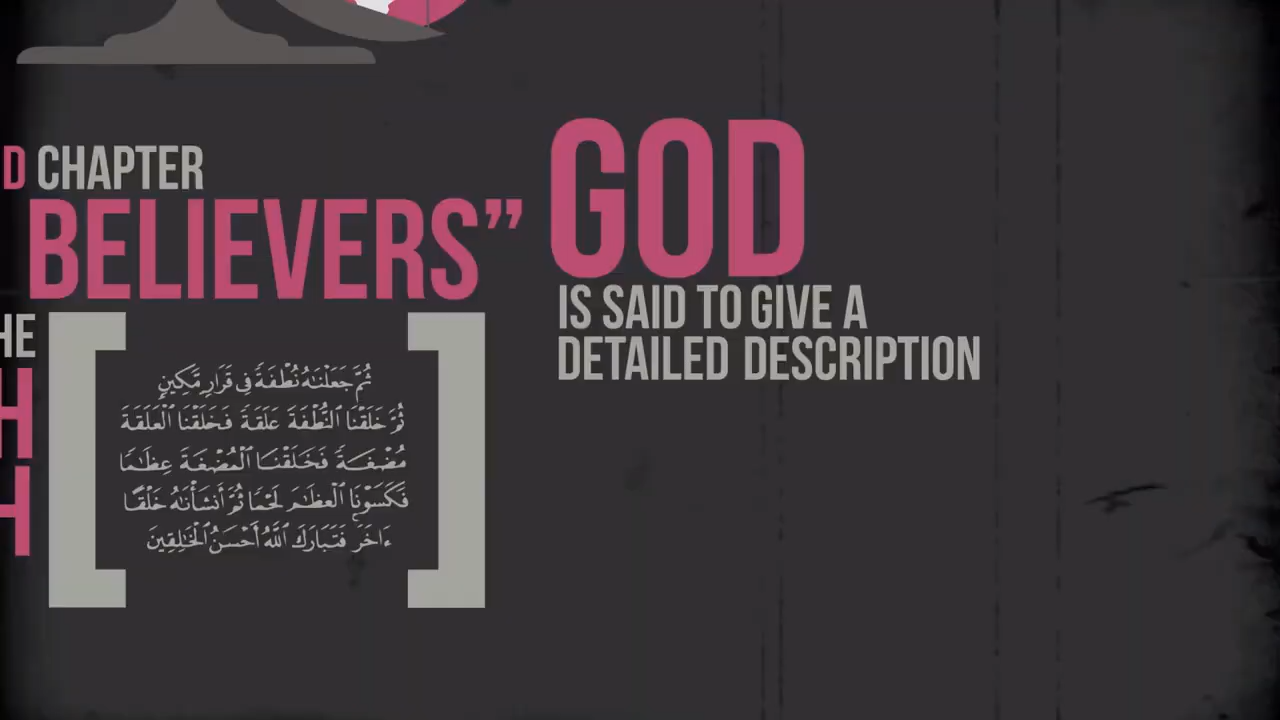 D CHAPTER
BELIEVERS”
HE
H
H
ثُمَّ جَعَلْنَٰهُ نُطْفَةً فِى قَرَارٍ مَّكِينٍ
ثُمَّ خَلَقْنَا ٱلنُّطْفَةَ عَلَقَةً فَخَلَقْنَا ٱلْعَلَقَةَ
مُضْغَةً فَخَلَقْنَا ٱلْمُضْغَةَ عِظَٰمًا
فَكَسَوْنَا ٱلْعِظَٰمَ لَحْمًا ثُمَّ أَنشَأْنَٰهُ خَلْقًا
ءَاخَرَ فَتَبَارَكَ ٱللَّهُ أَحْسَنُ ٱلْخَٰلِقِينَ
GOD
IS SAID TO GIVE A
DETAILED DESCRIPTION